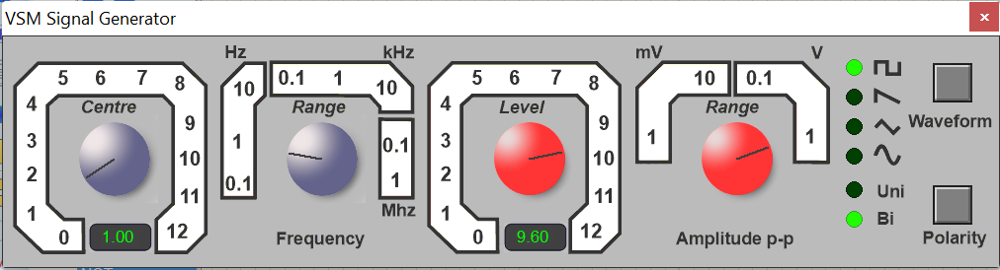 VSM Signal Generator
Hz kHz mV V
5 6 7 8 10 0.1 1 10 5 6 7 8 10 0.1
Centre Range Level Range
4 9 4 9
3 10 1 0.1 3 10 1 1
Waveform
2 11 0.1 1 2 11
Uni
1 12 Mhz 1 12 Bi
0 1.00 0 9.60
Frequency Amplitude p-p Polarity